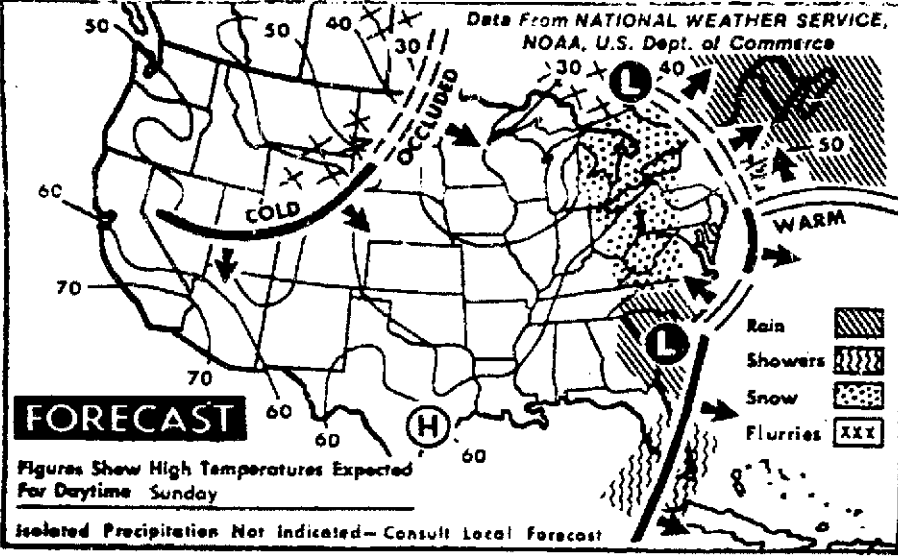 Data From NATIONAL WEATHER SERVICE,
NOAA, U.S. Dept. of Commerce
50
50
40
30
30
40
OCCLUDED
50
60
COLD
WARM
70
L
L
Rain
Showers
Snow
Flurries XXX
70
60
60
H
60
FORECAST
Figures Show High Temperatures Expected
For Daytime Sunday
Isolated Precipitation Not Indicated – Consult Local Forecast